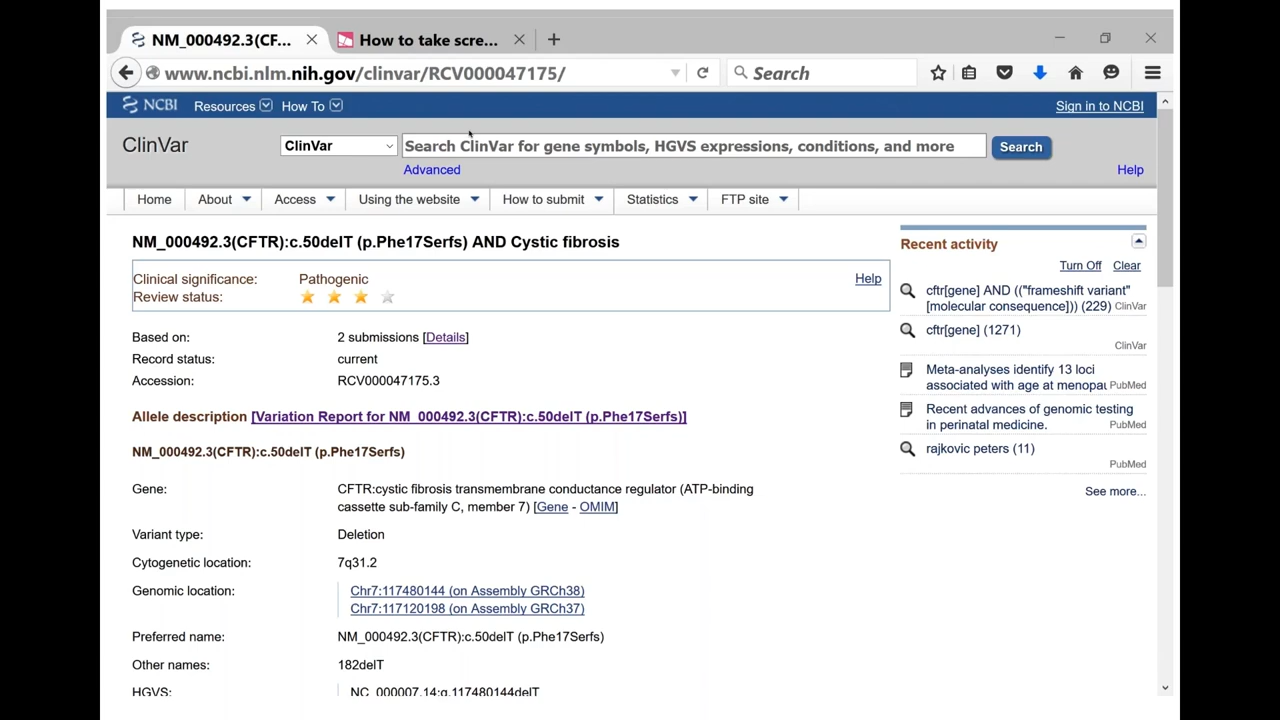 NM_000492.3(CF...
How to take scre...
www.ncbi.nlm.nih.gov/clinvar/RCV000047175/
Search
NCBI Resources How To Sign in to NCBI
ClinVar
ClinVar
Search ClinVar for gene symbols, HGVS expressions, conditions, and more
Search
Advanced
Help
Home About Access Using the website How to submit Statistics FTP site
NM_000492.3(CFTR):c.50delT (p.Phe17Serfs) AND Cystic fibrosis
Clinical significance: Pathogenic
Help
Review status:
Based on: 2 submissions [Details]
Record status: current
Accession: RCV000047175.3
Allele description [Variation Report for NM_000492.3(CFTR):c.50delT (p.Phe17Serfs)]
NM_000492.3(CFTR):c.50delT (p.Phe17Serfs)
Gene: CFTR:cystic fibrosis transmembrane conductance regulator (ATP-binding
cassette sub-family C, member 7) [Gene - OMIM]
Variant type: Deletion
Cytogenetic location: 7q31.2
Genomic location: Chr7:117480144 (on Assembly GRCh38)
Chr7:117120198 (on Assembly GRCh37)
Preferred name: NM_000492.3(CFTR):c.50delT (p.Phe17Serfs)
Other names: 182delT
HGVS: NC_000007.14:g.117480144delT
Recent activity
Turn Off Clear
cftr[gene] AND (("frameshift variant"
[molecular consequence])) (229) ClinVar
cftr[gene] (1271)
ClinVar
Meta-analyses identify 13 loci
associated with age at menopau PubMed
Recent advances of genomic testing
in perinatal medicine. PubMed
rajkovic peters (11)
PubMed
See more...